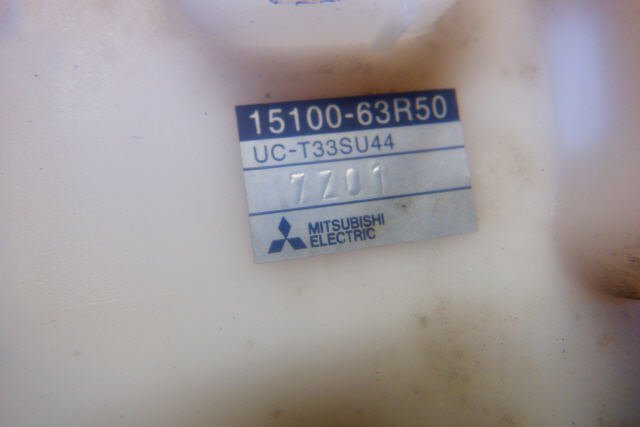 15100-63R50
UC-T33SU44
7Z01
MITSUBISHI
ELECTRIC